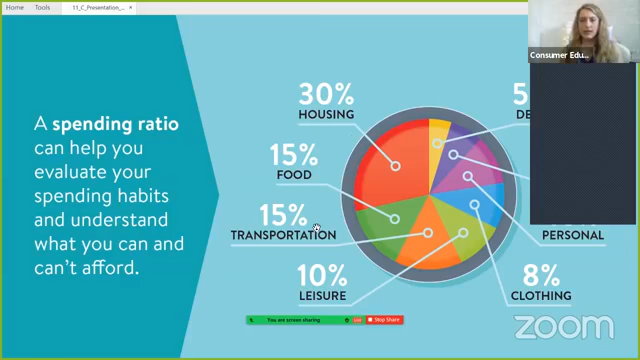 Home
Tools
11_C_Presentation_...
×
Consumer Edu...
A spending ratio
can help you
evaluate your
spending habits
and understand
what you can and
can't afford.
30%
HOUSING
15%
FOOD
15%
TRANSPORTATION
10%
LEISURE
5
DE
PERSONAL
8%
CLOTHING
You are screen sharing
Stop Share
zoom